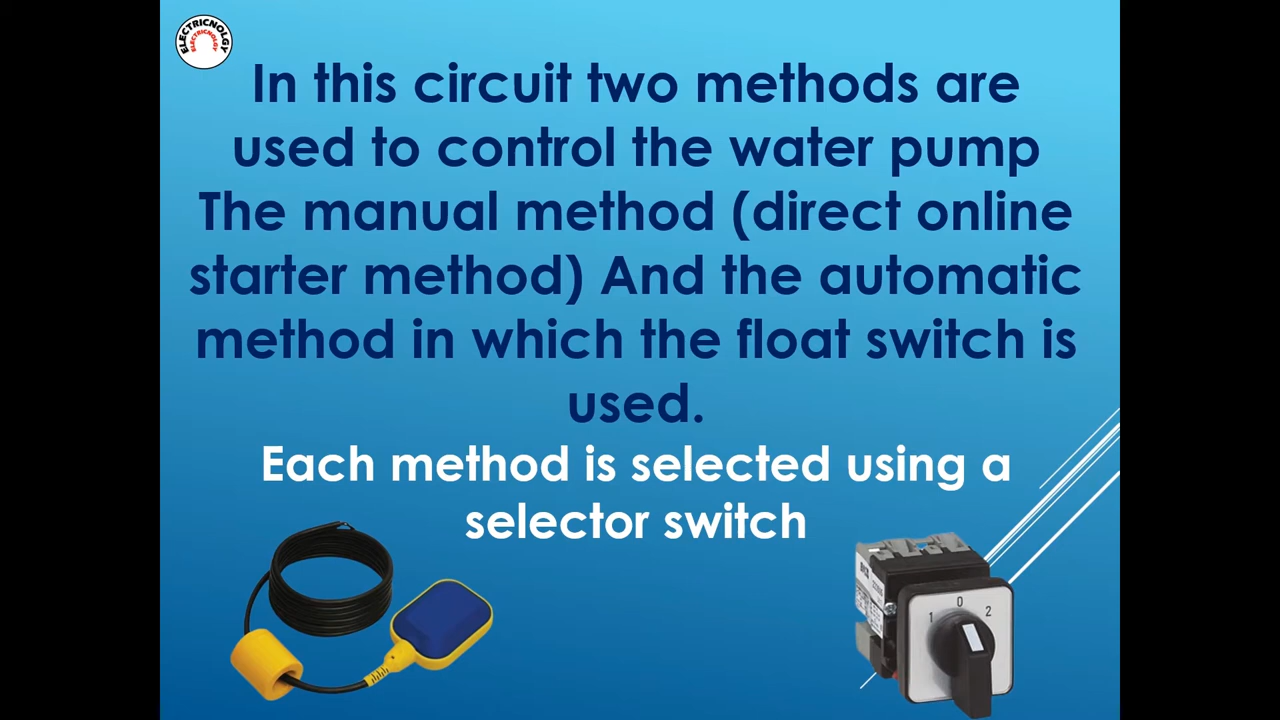 ELECTRICNOLGY
ELECTRICNOLGY
In this circuit two methods are
used to control the water pump
The manual method (direct online
starter method) And the automatic
method in which the float switch is
used.
Each method is selected using a
selector switch
1 0 2